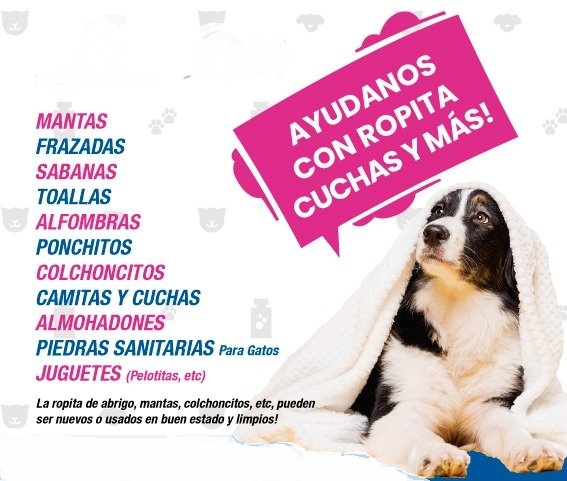 AYUDANOS
CON ROPITA
CUCHAS Y MÁS!
MANTAS
FRAZADAS
SABANAS
TOALLAS
ALFOMBRAS
PONCHITOS
COLCHONCITOS
CAMITAS Y CUCHAS
ALMOHADONES
PIEDRAS SANITARIAS Para Gatos
JUGUETES (Pelotitas, etc)
La ropita de abrigo, mantas, colchoncitos, etc, pueden
ser nuevos o usados en buen estado y limpios!